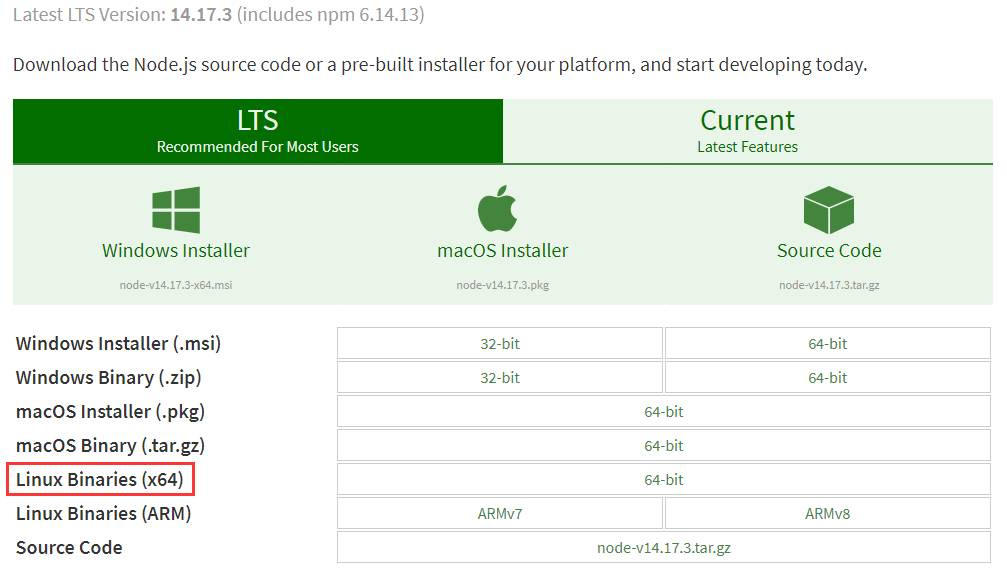 Latest LTS Version: 14.17.3 (includes npm 6.14.13)
Download the Node.js source code or a pre-built installer for your platform, and start developing today.
LTS
Recommended For Most Users
Current
Latest Features
Windows Installer
node-v14.17.3-x64.msi
macOS Installer
node-v14.17.3.pkg
Source Code
node-v14.17.3.tar.gz
Windows Installer (.msi) 32-bit 64-bit
Windows Binary (.zip) 32-bit 64-bit
macOS Installer (.pkg) 64-bit
macOS Binary (.tar.gz) 64-bit
Linux Binaries (x64) 64-bit
Linux Binaries (ARM) ARMv7 ARMv8
Source Code node-v14.17.3.tar.gz